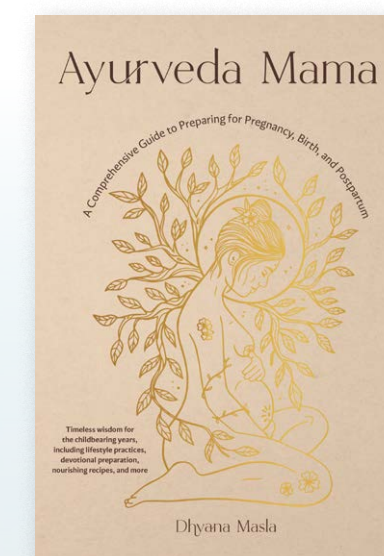 Ayurveda Mama
A Comprehensive Guide to Preparing for Pregnancy, Birth, and Postpartum
Timeless wisdom for
the childbearing years,
including lifestyle practices,
devotional preparation,
nourishing recipes, and more
Dhyana Masla